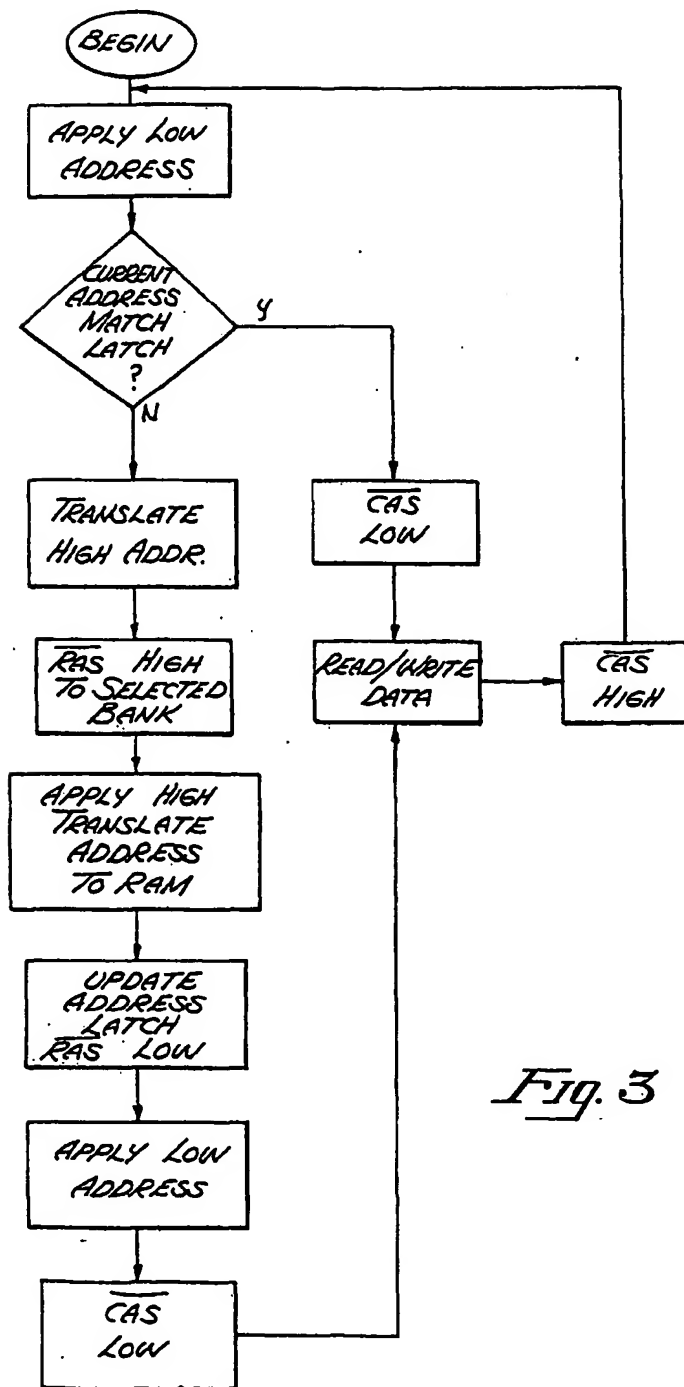 BEGIN
APPLY LOW
ADDRESS
CURRENT
ADDRESS
MATCH
LATCH
?
Y
N
TRANSLATE
HIGH ADDR.
RAS HIGH
TO SELECTED
BANK
APPLY HIGH
TRANSLATE
ADDRESS
TO RAM
UPDATE
ADDRESS
LATCH
RAS LOW
APPLY LOW
ADDRESS
CAS
LOW
CAS
LOW
READ/WRITE
DATA
CAS
HIGH
Fig. 3